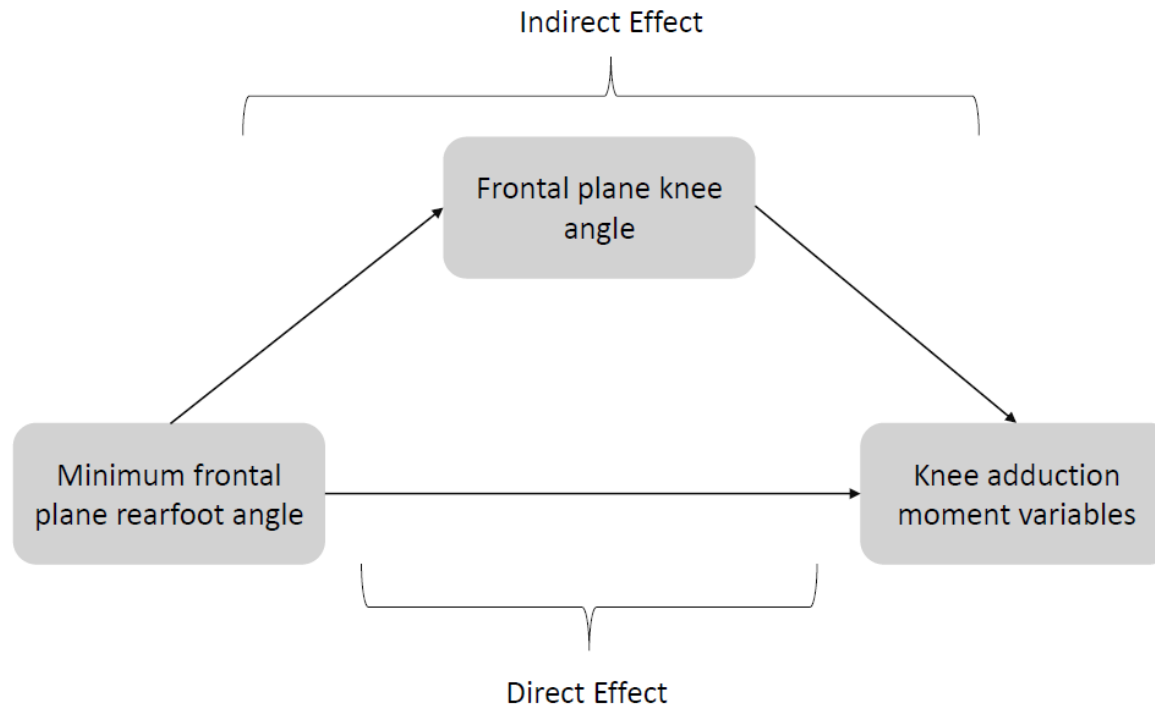 Indirect Effect
Frontal plane knee
angle
Minimum frontal
plane rearfoot angle
Knee adduction
moment variables
Direct Effect